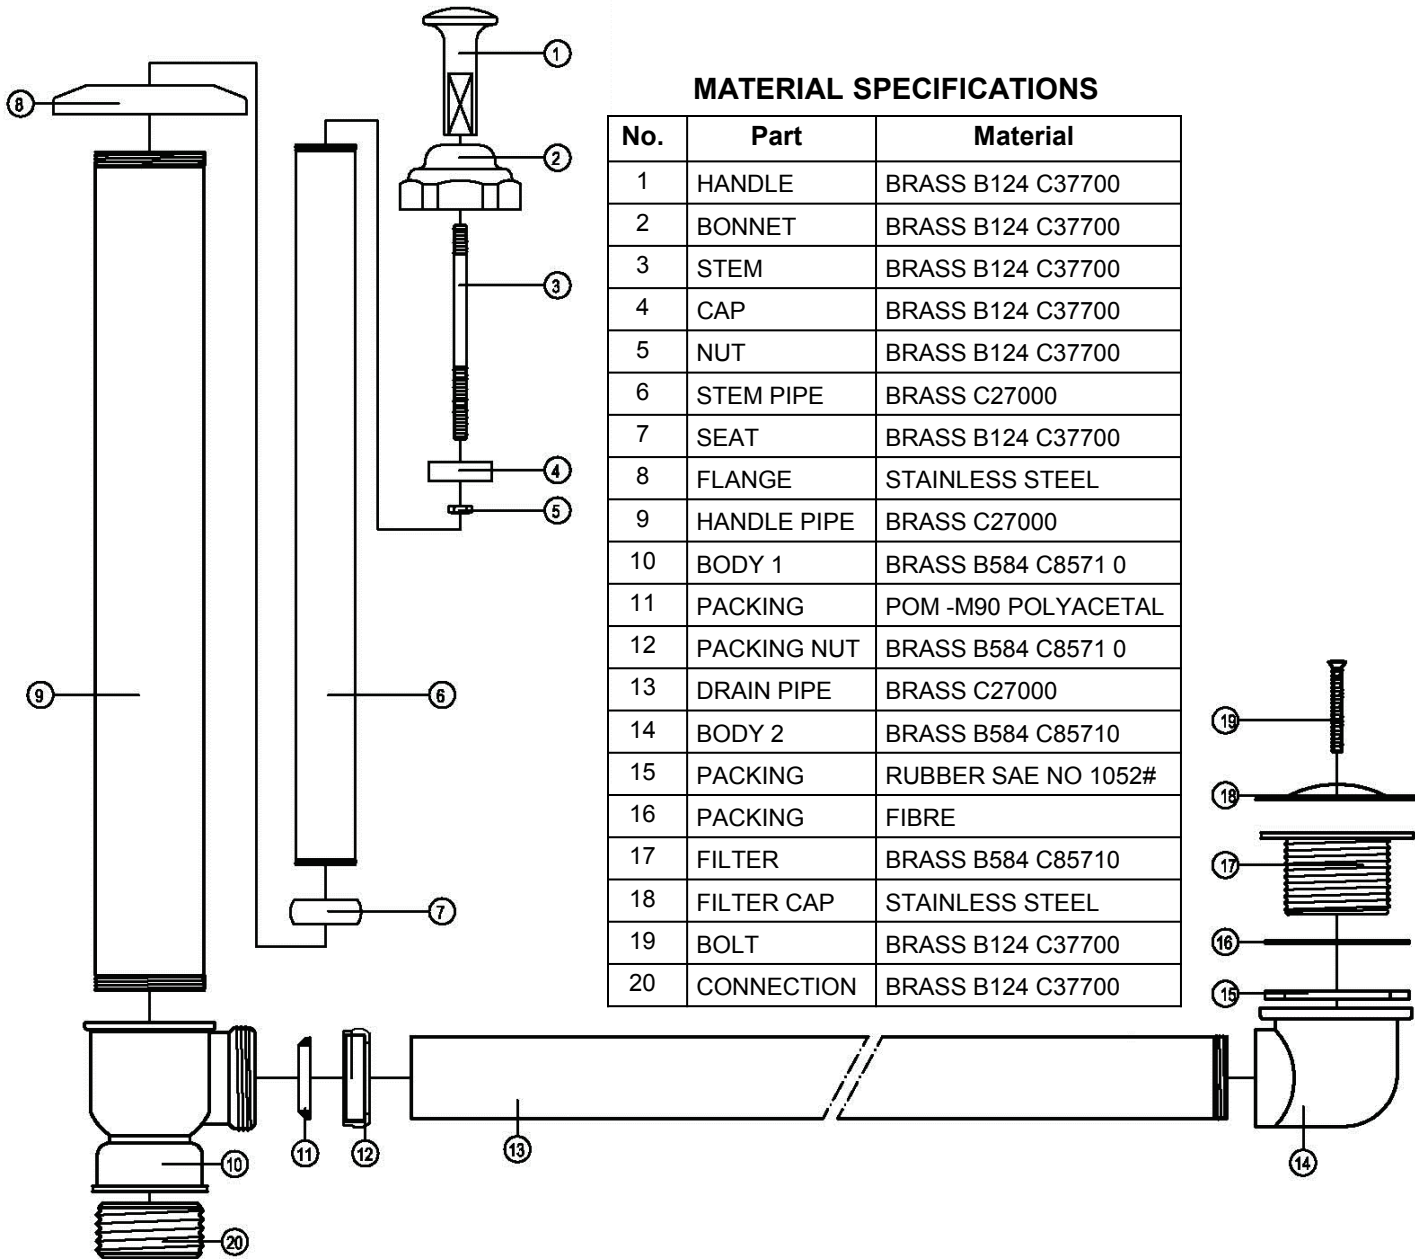 MATERIAL SPECIFICATIONS
No. Part Material
1 HANDLE BRASS B124 C37700
2 BONNET BRASS B124 C37700
3 STEM BRASS B124 C37700
4 CAP BRASS B124 C37700
5 NUT BRASS B124 C37700
6 STEM PIPE BRASS C27000
7 SEAT BRASS B124 C37700
8 FLANGE STAINLESS STEEL
9 HANDLE PIPE BRASS C27000
10 BODY 1 BRASS B584 C8571 0
11 PACKING POM -M90 POLYACETAL
12 PACKING NUT BRASS B584 C8571 0
13 DRAIN PIPE BRASS C27000
14 BODY 2 BRASS B584 C85710
15 PACKING RUBBER SAE NO 1052#
16 PACKING FIBRE
17 FILTER BRASS B584 C85710
18 FILTER CAP STAINLESS STEEL
19 BOLT BRASS B124 C37700
20 CONNECTION BRASS B124 C37700
1
8
2
3
4
5
9
6
19
18
17
7
16
15
11
12
13
10
14
20